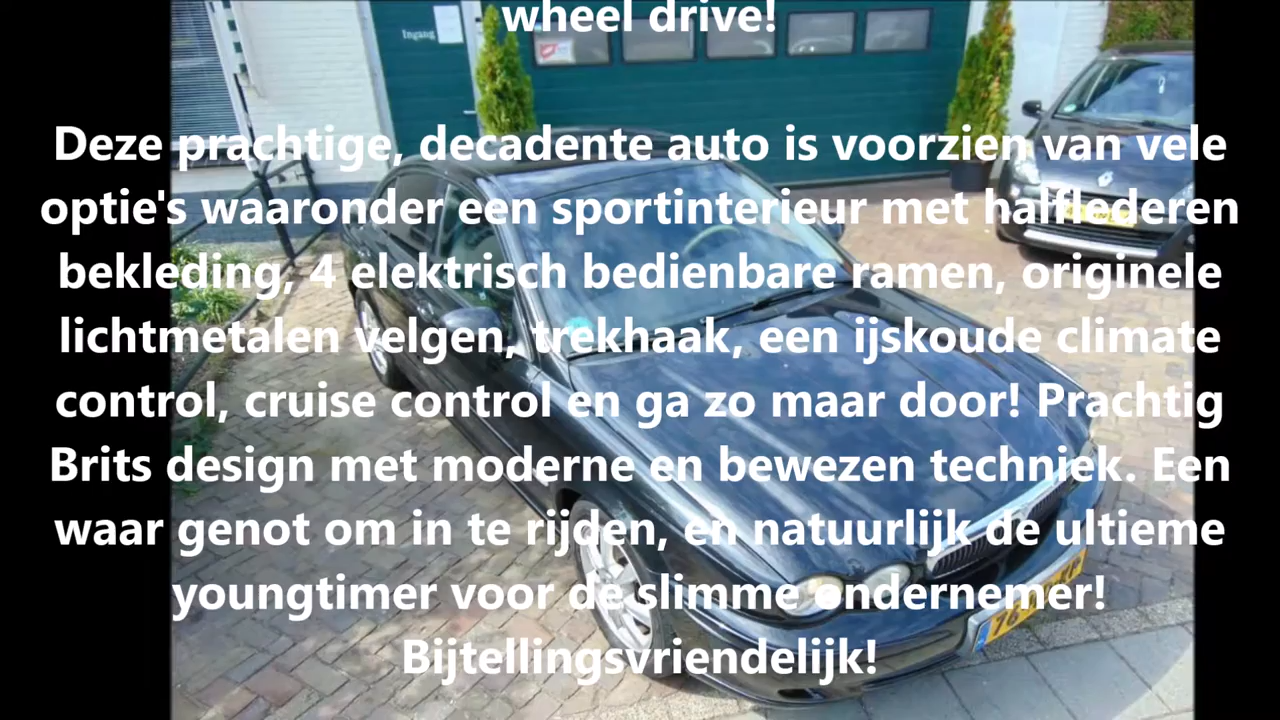 wheel drive!
Ingang
Deze prachtige, decadente auto is voorzien van vele
optie's waaronder een sportinterieur met halflederen
bekleding, 4 elektrisch bedienbare ramen, originele
lichtmetalen velgen, trekhaak, een ijskoude climate
control, cruise control en ga zo maar door! Prachtig
Brits design met moderne en bewezen techniek. Een
waar genot om in te rijden, en natuurlijk de ultieme
youngtimer voor de slimme ondernemer!
Bijtellingsvriendelijk!